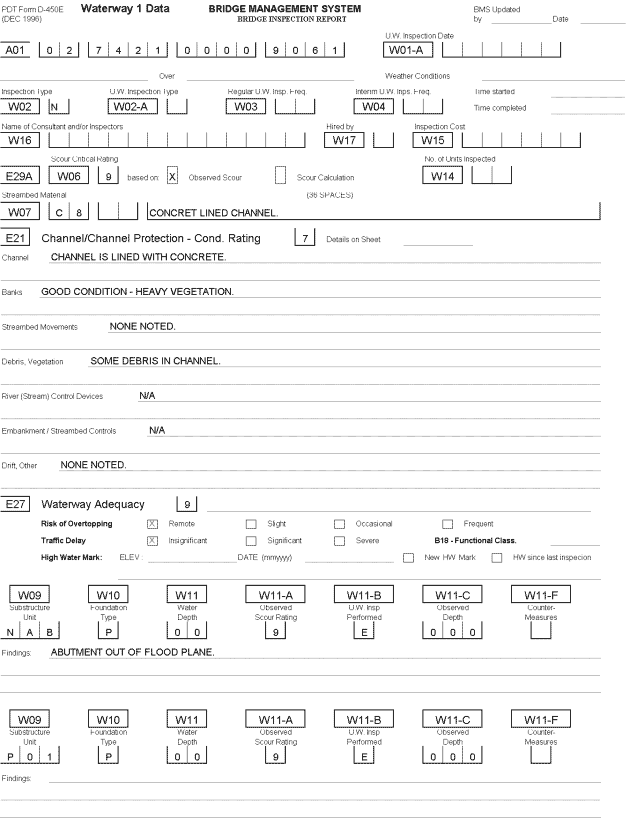 PDT Form D-450E Waterway 1 Data BRIDGE MANAGEMENT SYSTEM BMS Updated
(DEC 1996) BRIDGE INSPECTION REPORT by Date
U.W. Inspection Date
A01 0 2 7 4 2 1 0 0 0 0 9 0 6 1 W01-A
Over Weather Conditions
Inspection Type U.W. Inspection Type Regular U.W. Insp. Freq. Interim U.W. Inps. Freq. Time started
W02 N W02-A W03 W04 Time completed
Name of Consultant and/or Inspectors Hired by Inspection Cost
W16 W17 W15
Scour Critical Rating No. of Units Inspected
E29A W06 9 based on: X Observed Scour Scour Calculation W14
Streambed Material (36 SPACES)
W07 C 8 CONCRET LINED CHANNEL.
E21 Channel/Channel Protection - Cond. Rating 7 Details on Sheet
Channel CHANNEL IS LINED WITH CONCRETE.
Banks GOOD CONDITION - HEAVY VEGETATION.
Streambed Movements NONE NOTED.
Debris, Vegetation SOME DEBRIS IN CHANNEL.
River (Stream) Control Devices N/A
Embankment / Streambed Controls N/A
Drift, Other NONE NOTED.
E27 Waterway Adequacy 9
Risk of Overtopping X Remote Slight Occasional Frequent
Traffic Delay X Insignificant Significant Severe B18 - Functional Class.
High Water Mark: ELEV : DATE (mmyyyy) New HW Mark HW since last inspecion
W09 W10 W11 W11-A W11-B W11-C W11-F
Substructure Foundation Water Observed U.W. Insp Observed Counter-
Unit Type Depth Scour Rating Performed Depth Measures
N A B P 0 0 9 E 0 0 0
Findings: ABUTMENT OUT OF FLOOD PLANE.
W09 W10 W11 W11-A W11-B W11-C W11-F
Substructure Foundation Water Observed U.W. Insp Observed Counter-
Unit Type Depth Scour Rating Performed Depth Measures
P 0 1 P 0 0 9 E 0 0 0
Findings: